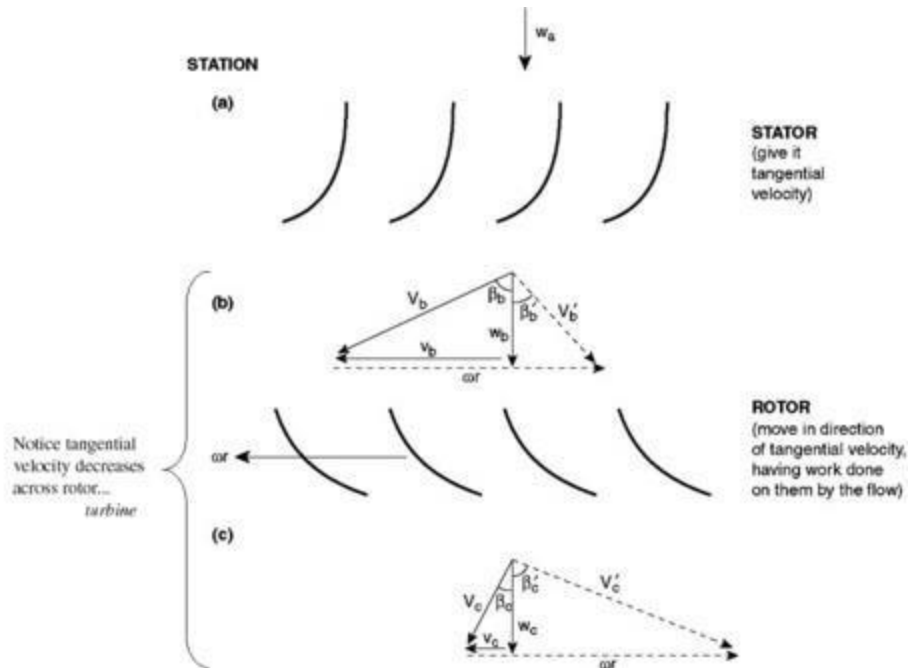 wₐ
STATION
(a)
STATOR
(give it
tangential
velocity)
(b)
V_b
β_b
β_b'
V_b'
w_b
v_b
ωr
Notice tangential
velocity decreases
across rotor...
turbine
ωr
ROTOR
(move in direction
of tangential velocity,
having work done
on them by the flow)
(c)
V_c
β_c
β_c'
V_c'
w_c
v_c
ωr